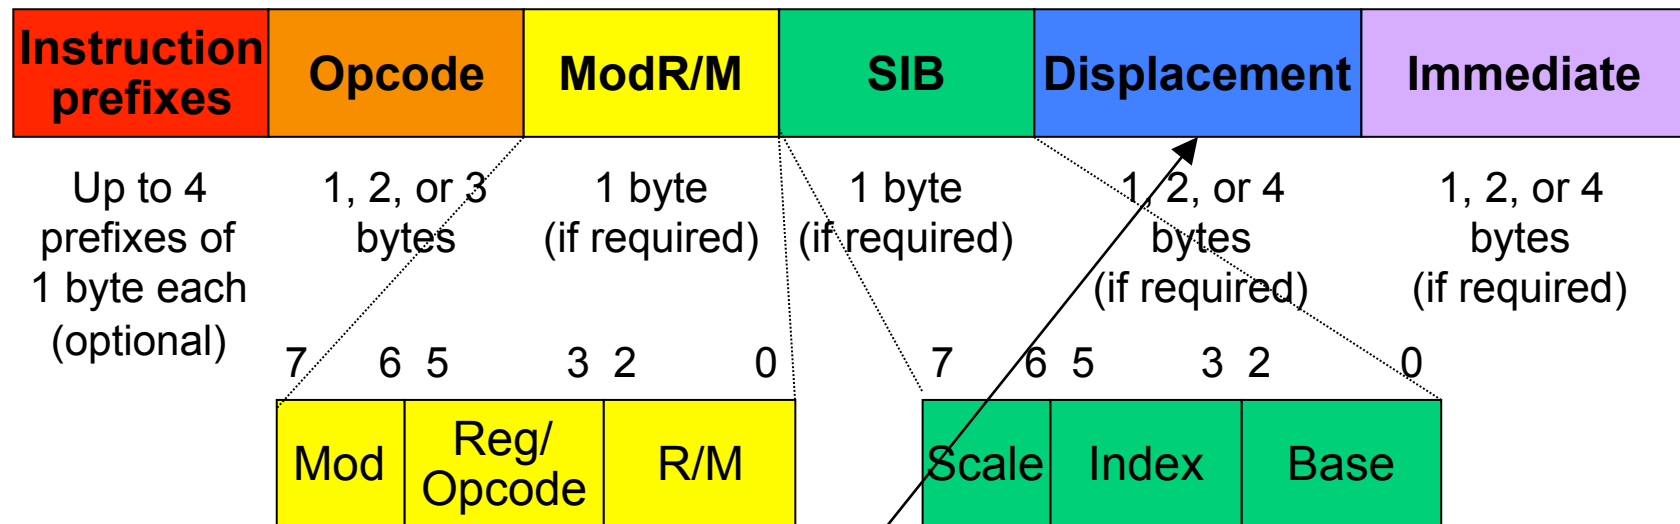 Instruction prefixes
Opcode
ModR/M
SIB
Displacement
Immediate
Up to 4
prefixes of
1 byte each
(optional)
1, 2, or 3
bytes
1 byte
(if required)
1 byte
(if required)
1, 2, or 4
bytes
(if required)
1, 2, or 4
bytes
(if required)
7 6 5 3 2 0
7 6 5 3 2 0
Mod
Reg/
Opcode
R/M
Scale
Index
Base